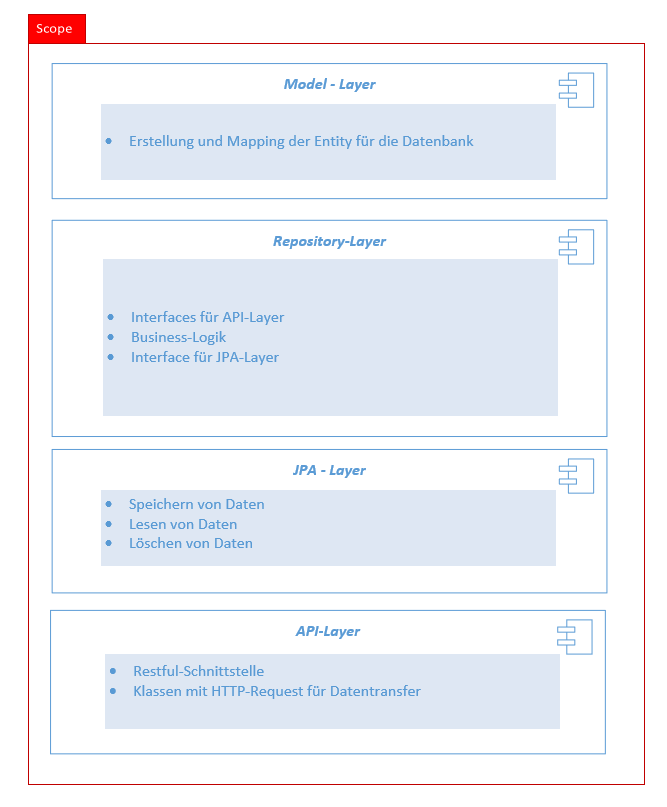 Scope
Model - Layer
• Erstellung und Mapping der Entity für die Datenbank
Repository-Layer
• Interfaces für API-Layer
• Business-Logik
• Interface für JPA-Layer
JPA - Layer
• Speichern von Daten
• Lesen von Daten
• Löschen von Daten
API-Layer
• Restful-Schnittstelle
• Klassen mit HTTP-Request für Datentransfer